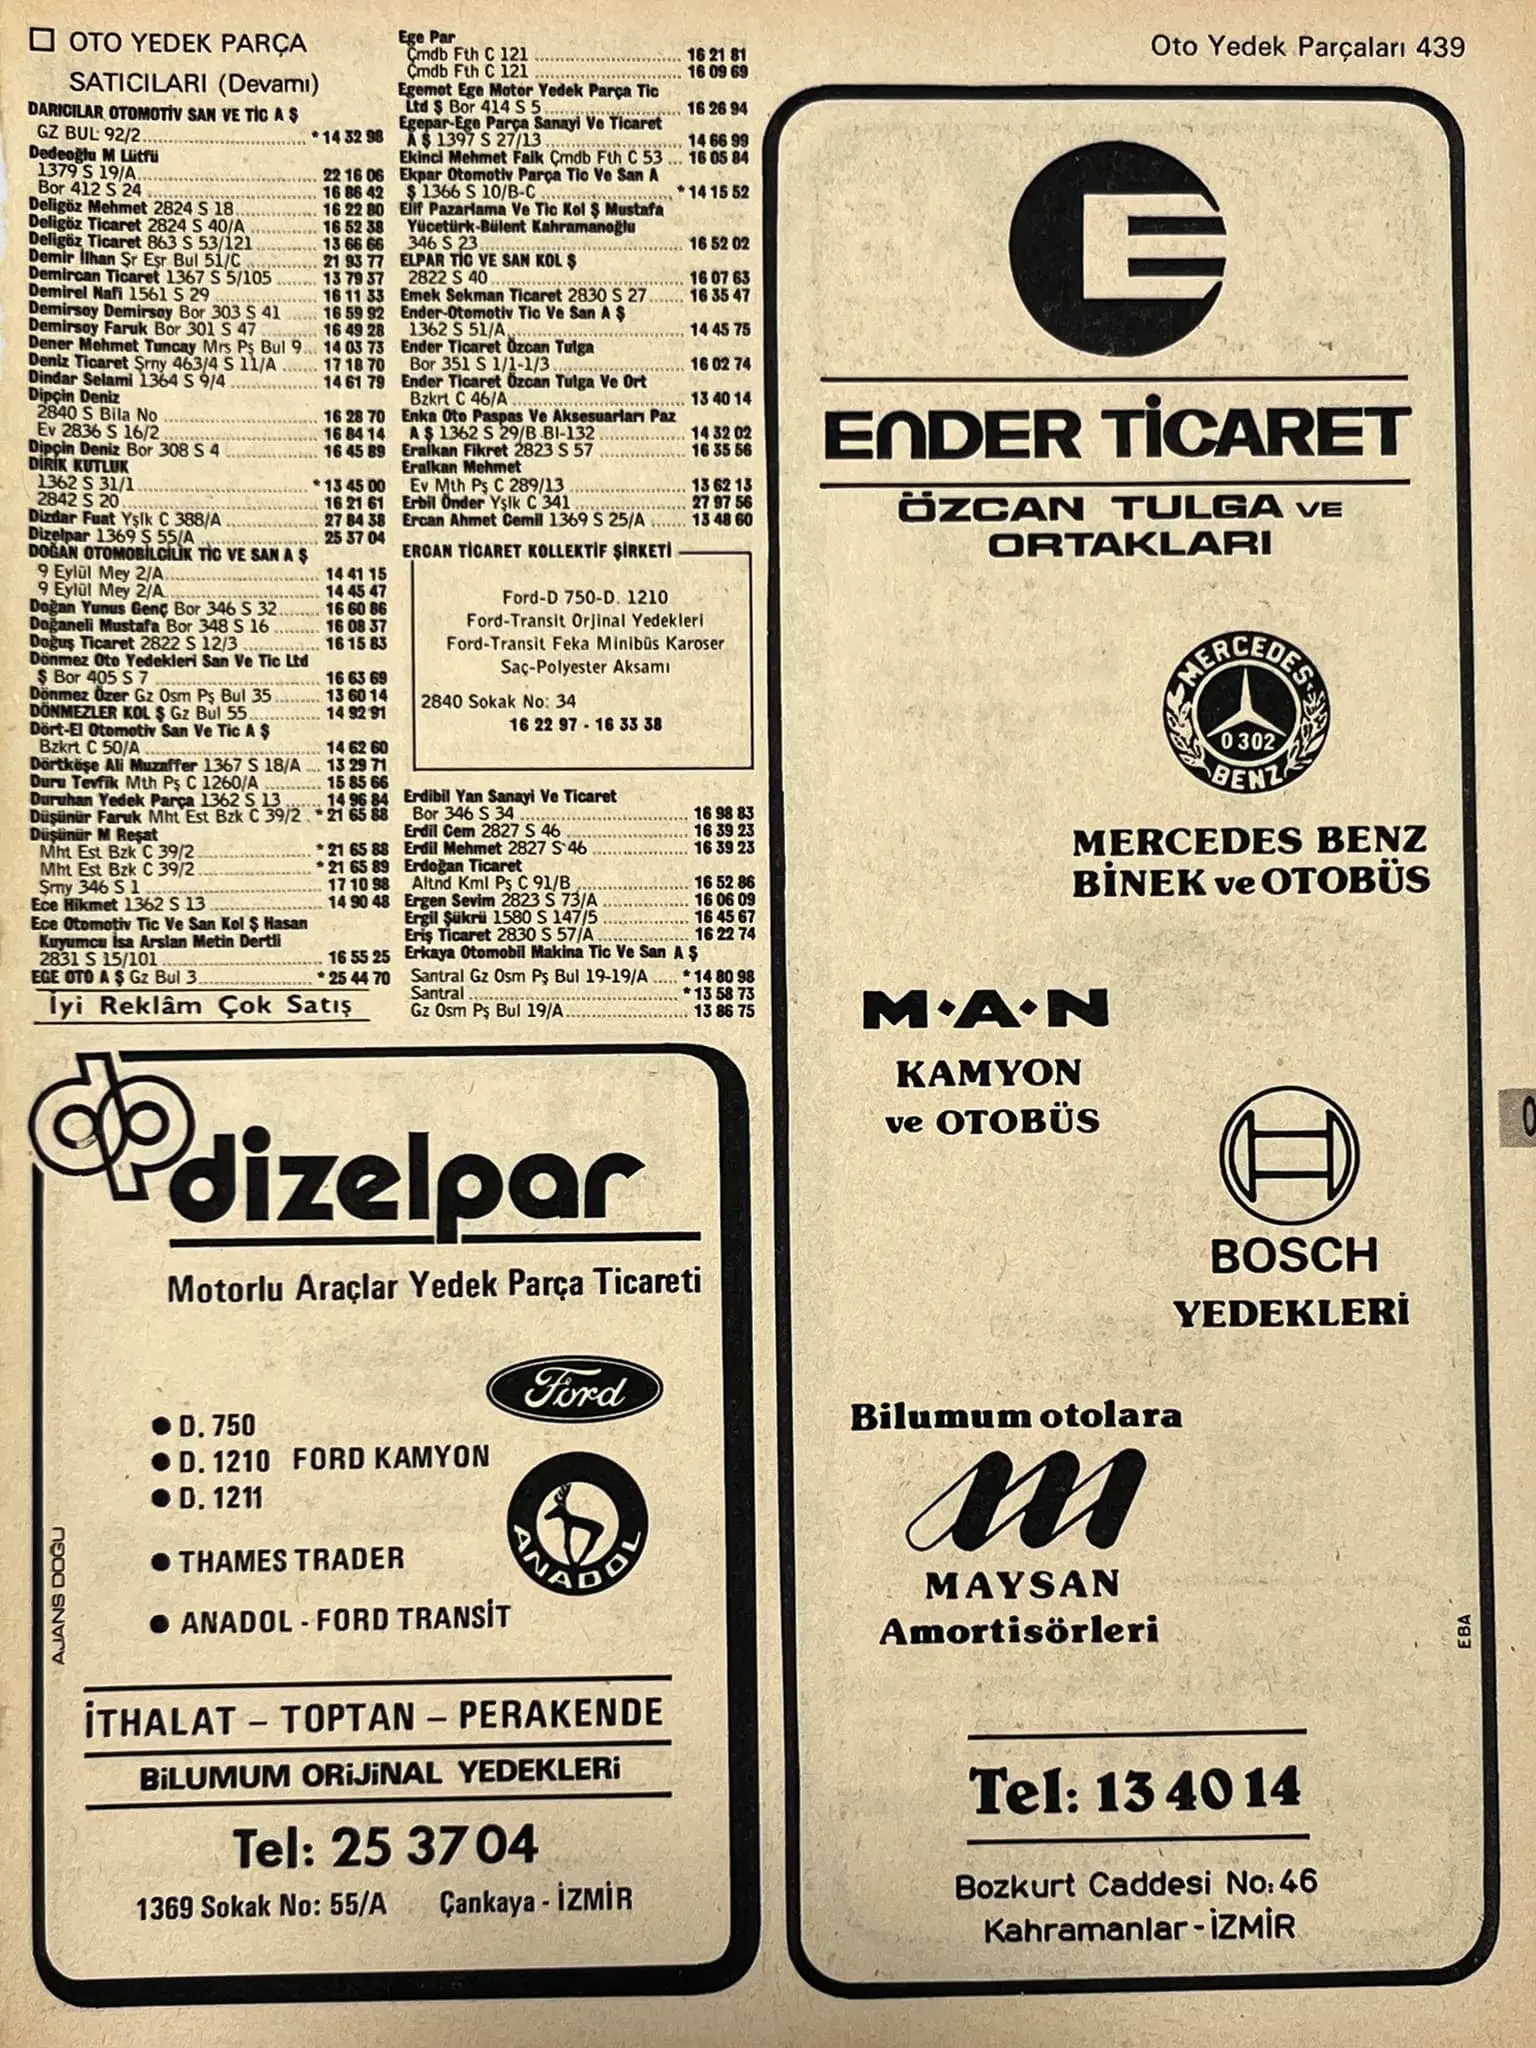 □ OTO YEDEK PARÇA
SATICILARI (Devamı)
DARICILAR OTOMOTİV SAN VE TİC A Ş
GZ BUL 92/2 * 14 32 98
Dedeoğlu M Lütfü
1379 S 19/A 22 16 06
Bor 412 S 24 16 86 42
Deligöz Mehmet 2824 S 18 16 22 80
Deligöz Ticaret 2824 S 40/A 16 52 38
Deligöz Ticaret 863 S 53/121 13 66 66
Demir İlhan Şr Eşr Bul 51/C 21 93 77
Demircan Ticaret 1367 S 5/105 13 79 37
Demirel Nafi 1561 S 29 16 11 33
Demirsoy Demirsoy Bor 303 S 41 16 59 92
Demirsoy Faruk Bor 301 S 47 16 49 28
Dener Mehmet Tuncay Mrs Pş Bul 9 14 03 73
Deniz Ticaret Şrny 463/4 S 11/A 17 18 70
Dindar Selami 1364 S 9/4 14 61 79
Dipçin Deniz
2840 S Bila No 16 28 70
Ev 2836 S 16/2 16 84 14
Dipçin Deniz Bor 308 S 4 16 45 89
DİRİK KUTLUK
1362 S 31/1 * 13 45 00
2842 S 20 16 21 61
Dizdar Fuat Yşlk C 388/A 27 84 38
Dizelpar 1369 S 55/A 25 37 04
DOĞAN OTOMOBİLCİLİK TİC VE SAN A Ş
9 Eylül Mey 2/A 14 41 15
9 Eylül Mey 2/A 14 45 47
Doğan Yunus Genç Bor 346 S 32 16 60 86
Doğaneli Mustafa Bor 348 S 16 16 08 37
Doğuş Ticaret 2822 S 12/3 16 15 83
Dönmez Oto Yedekleri San Ve Tic Ltd
Ş Bor 405 S 7 16 63 69
Dönmez Özer Gz Osm Pş Bul 35 13 60 14
DÖNMEZLER KOL Ş Gz Bul 55 14 92 91
Dört-El Otomotiv San Ve Tic A Ş
Bzkrt C 50/A 14 62 60
Dörtköşe Ali Muzaffer 1367 S 18/A 13 29 71
Duru Tevfik Mth Pş C 1260/A 15 85 66
Duruhan Yedek Parça 1362 S 13 14 96 84
Düşünür Faruk Mht Est Bzk C 39/2 * 21 65 88
Düşünür M Reşat
Mht Est Bzk C 39/2 * 21 65 88
Mht Est Bzk C 39/2 * 21 65 89
Şrny 346 S 1 17 10 98
Ece Hikmet 1362 S 13 14 90 48
Ece Otomotiv Tic Ve San Kol Ş Hasan
Kuyumcu İsa Arslan Metin Dertli
2831 S 15/101 16 55 25
EGE OTO A Ş Gz Bul 3 * 25 44 70
İyi Reklâm Çok Satış
Ege Par
Çmdb Fth C 121 16 21 81
Çmdb Fth C 121 16 09 69
Egemot Ege Motor Yedek Parça Tic
Ltd Ş Bor 414 S 5 16 26 94
Egepar-Ege Parça Sanayi Ve Ticaret
A Ş 1397 S 27/13 14 66 99
Ekinci Mehmet Faik Çmdb Fth C 53 16 05 84
Ekpar Otomotiv Parça Tic Ve San A
Ş 1366 S 10/B-C * 14 15 52
Elif Pazarlama Ve Tic Kol Ş Mustafa
Yücetürk-Bülent Kahramanoğlu
346 S 23 16 52 02
ELPAR TİC VE SAN KOL Ş
2822 S 40 16 07 63
Emek Sekman Ticaret 2830 S 27 16 35 47
Ender-Otomotiv Tic Ve San A Ş
1362 S 51/A 14 45 75
Ender Ticaret Özcan Tulga
Bor 351 S 1/1-1/3 16 02 74
Ender Ticaret Özcan Tulga Ve Ort
Bzkrt C 46/A 13 40 14
Enka Oto Paspas Ve Aksesuarları Paz
A Ş 1362 S 29/B Bl-132 14 32 02
Eralkan Fikret 2823 S 57 16 35 56
Eralkan Mehmet
Ev Mth Pş C 289/13 13 62 13
Erbil Önder Yşlk C 341 27 97 56
Ercan Ahmet Cemil 1369 S 25/A 13 48 60
ERCAN TİCARET KOLLEKTİF ŞİRKETİ
Ford-D 750-D. 1210
Ford-Transit Orjinal Yedekleri
Ford-Transit Feka Minibüs Karoser
Saç-Polyester Aksamı
2840 Sokak No: 34
16 22 97 - 16 33 38
Erdibil Yan Sanayi Ve Ticaret
Bor 346 S 34 16 98 83
Erdil Cem 2827 S 46 16 39 23
Erdil Mehmet 2827 S 46 16 39 23
Erdoğan Ticaret
Altnd Kml Pş C 91/B 16 52 86
Ergen Sevim 2823 S 73/A 16 06 09
Ergil Şükrü 1580 S 147/5 16 45 67
Eriş Ticaret 2830 S 57/A 16 22 74
Erkaya Otomobil Makina Tic Ve San A Ş
Santral Gz Osm Pş Bul 19-19/A * 14 80 98
Santral * 13 58 73
Gz Osm Pş Bul 19/A 13 86 75
dp dizelpar
Motorlu Araçlar Yedek Parça Ticareti
Ford
● D. 750
● D. 1210 FORD KAMYON
● D. 1211
ANADOL
● THAMES TRADER
● ANADOL - FORD TRANSİT
AJANS DOĞU
İTHALAT – TOPTAN – PERAKENDE
BİLUMUM ORİJİNAL YEDEKLERİ
Tel: 25 37 04
1369 Sokak No: 55/A Çankaya - İZMİR
Oto Yedek Parçaları 439
E
ENDER TİCARET
ÖZCAN TULGA VE
ORTAKLARI
MERCEDES
0 302
BENZ
MERCEDES BENZ
BİNEK ve OTOBÜS
M·A·N
KAMYON
ve OTOBÜS
BOSCH
YEDEKLERİ
Bilumum otolara
m
MAYSAN
Amortisörleri
EBA
Tel: 13 40 14
Bozkurt Caddesi No: 46
Kahramanlar - İZMİR
O